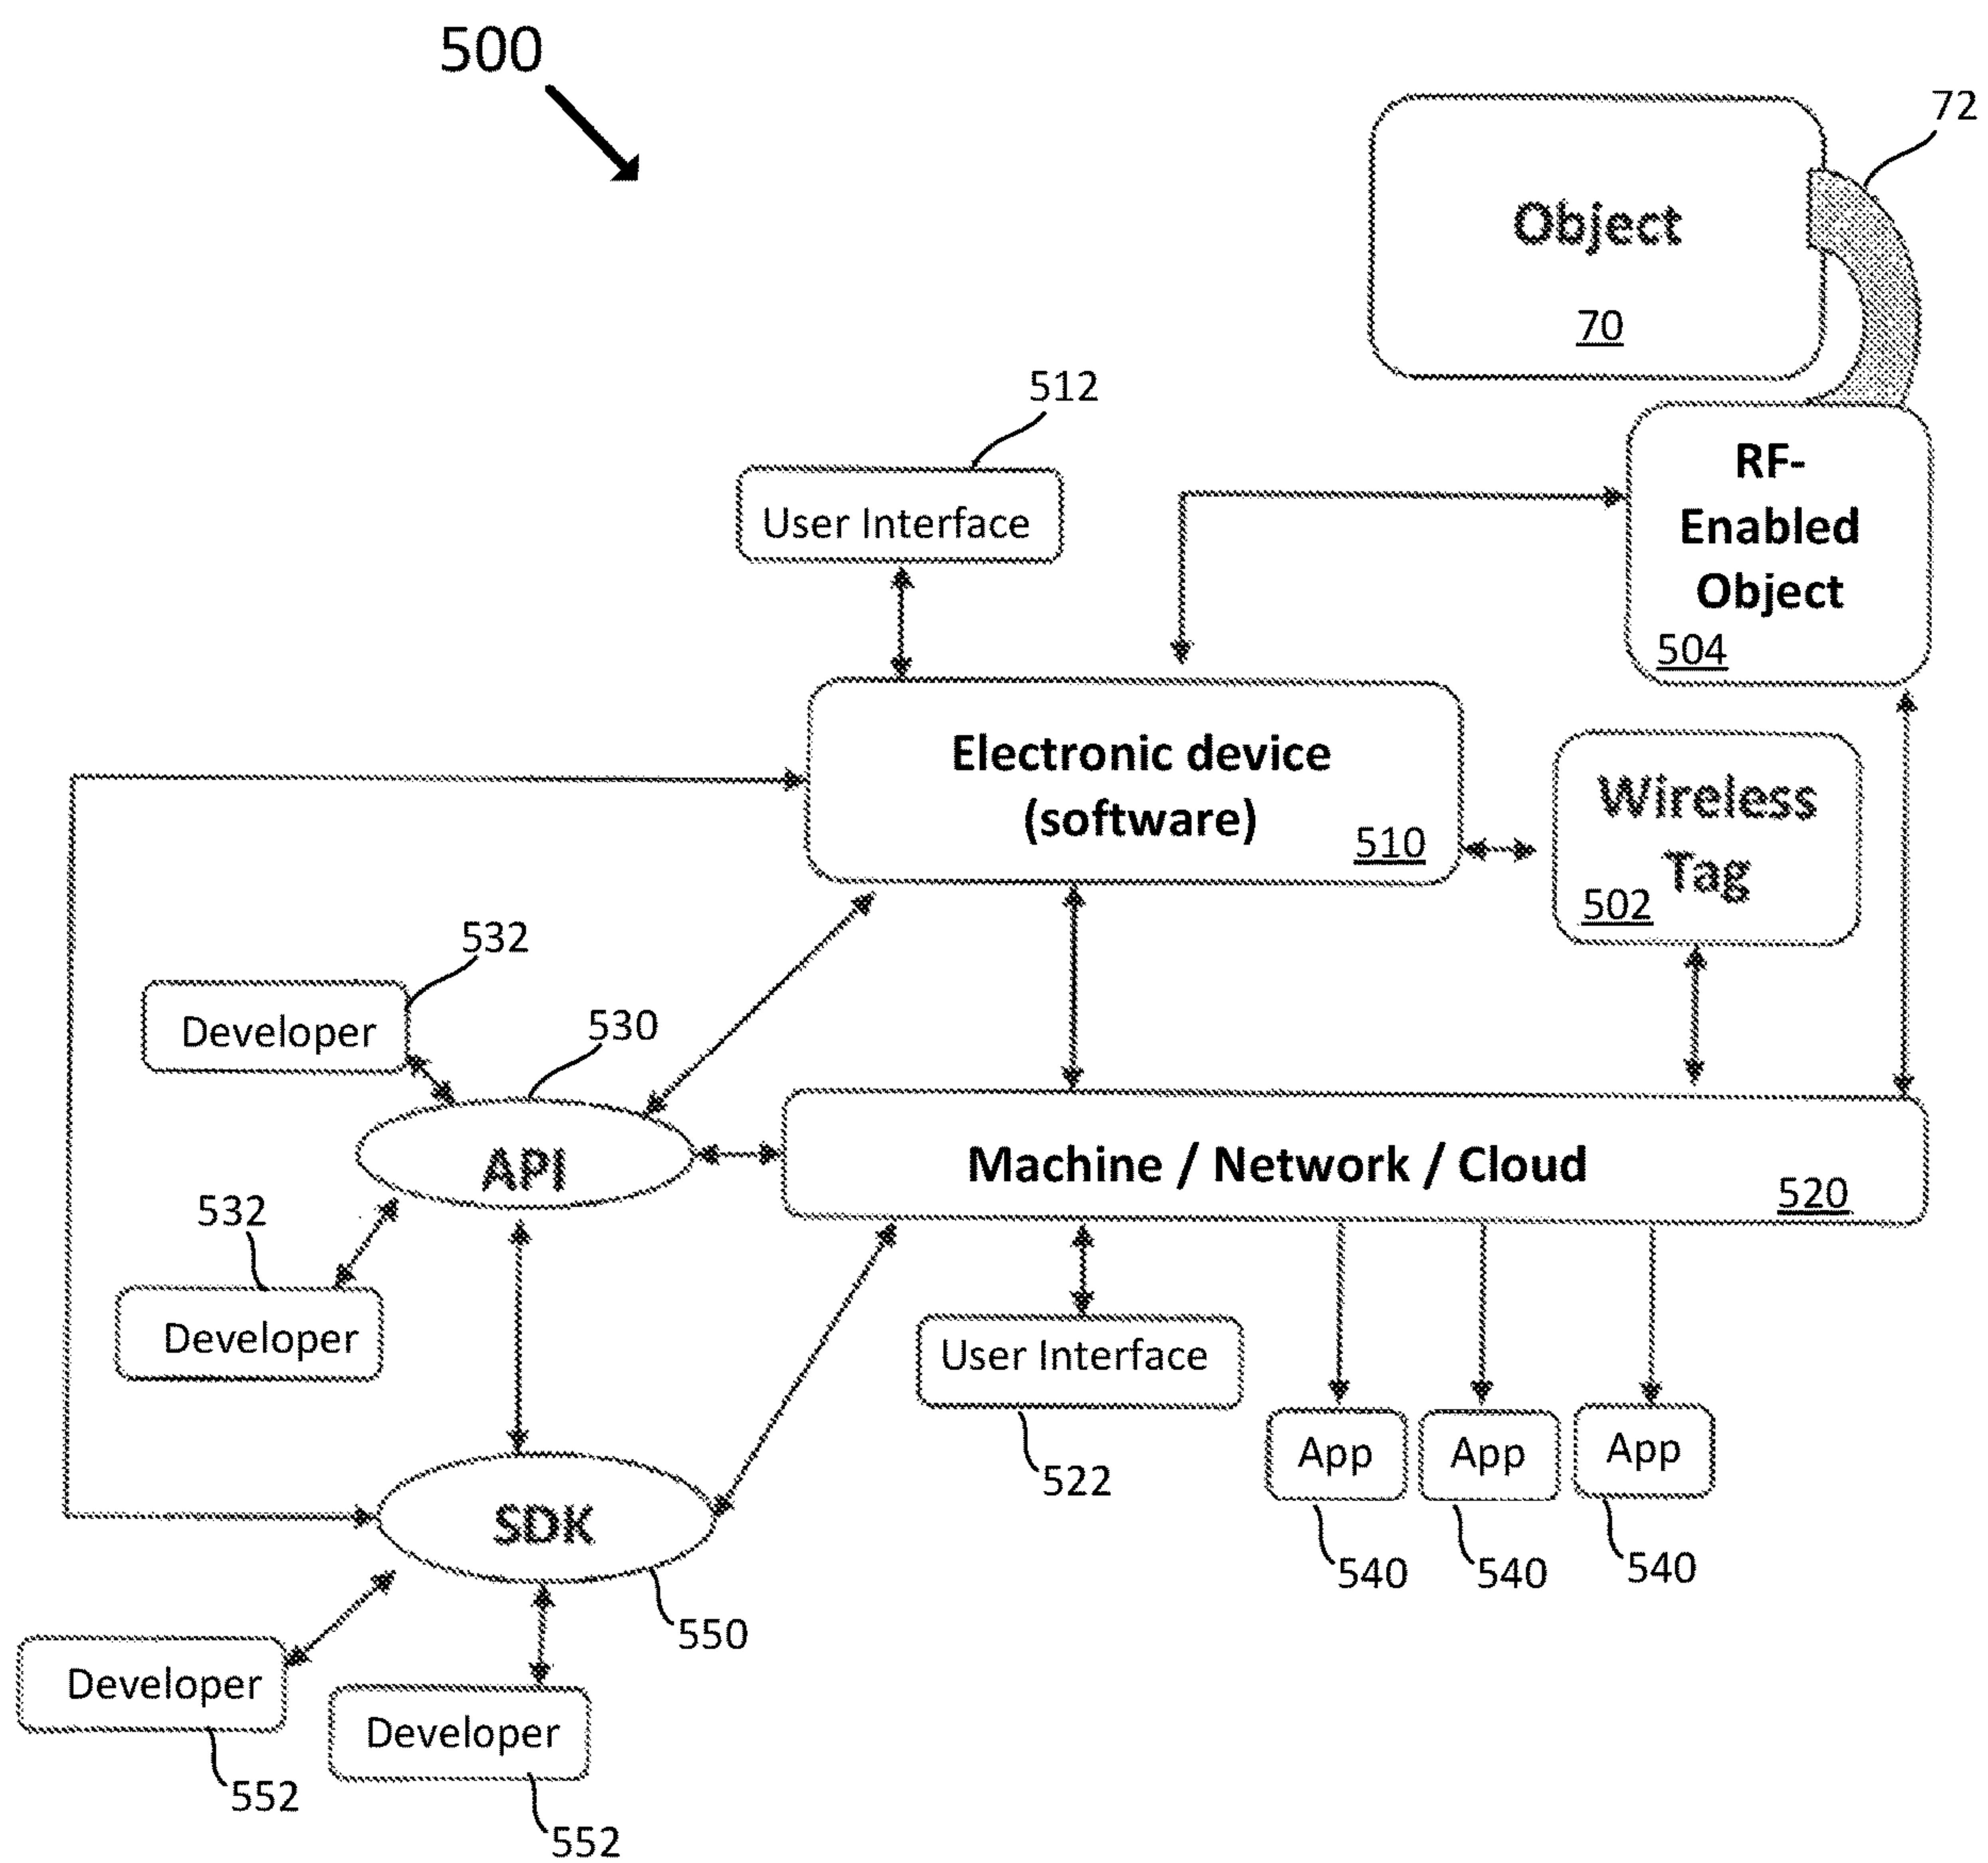 500
72
Object
70
512
User Interface
RF-
Enabled
Object
504
Electronic device
(software)
510
Wireless
Tag
502
532
Developer
530
API
Machine / Network / Cloud
520
532
Developer
User Interface
522
App
App
App
540
540
540
SDK
550
Developer
552
Developer
552